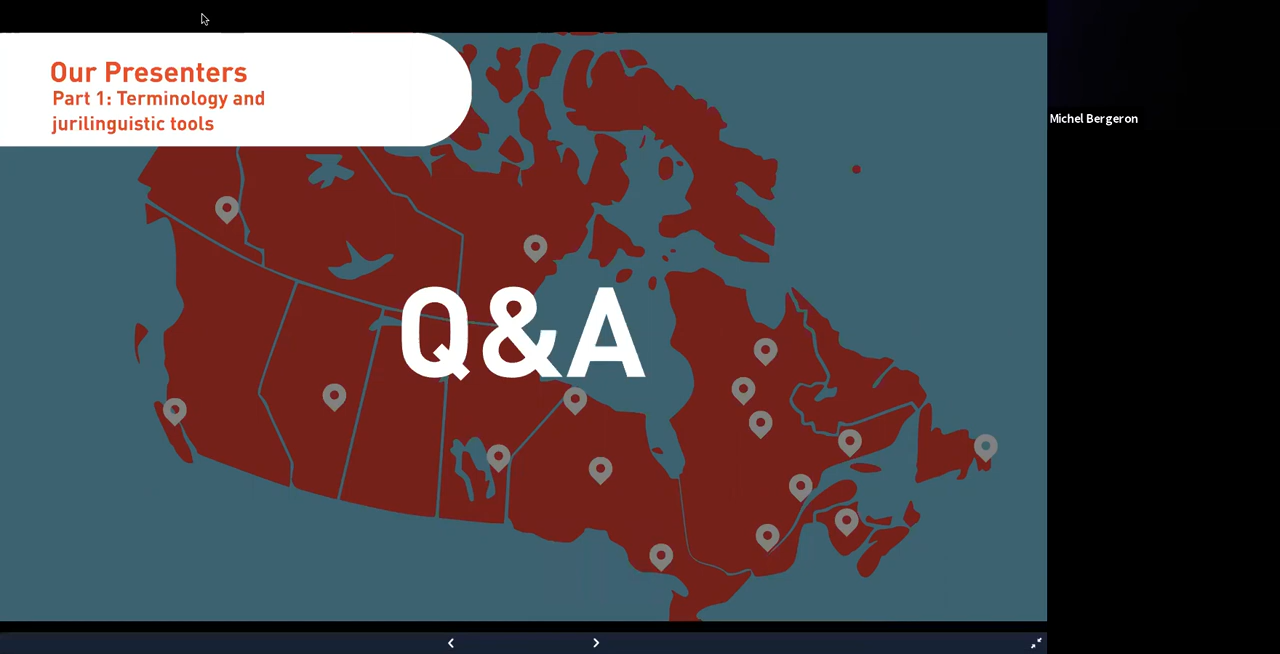 Our Presenters
Part 1: Terminology and
jurilinguistic tools
Michel Bergeron
Q&A